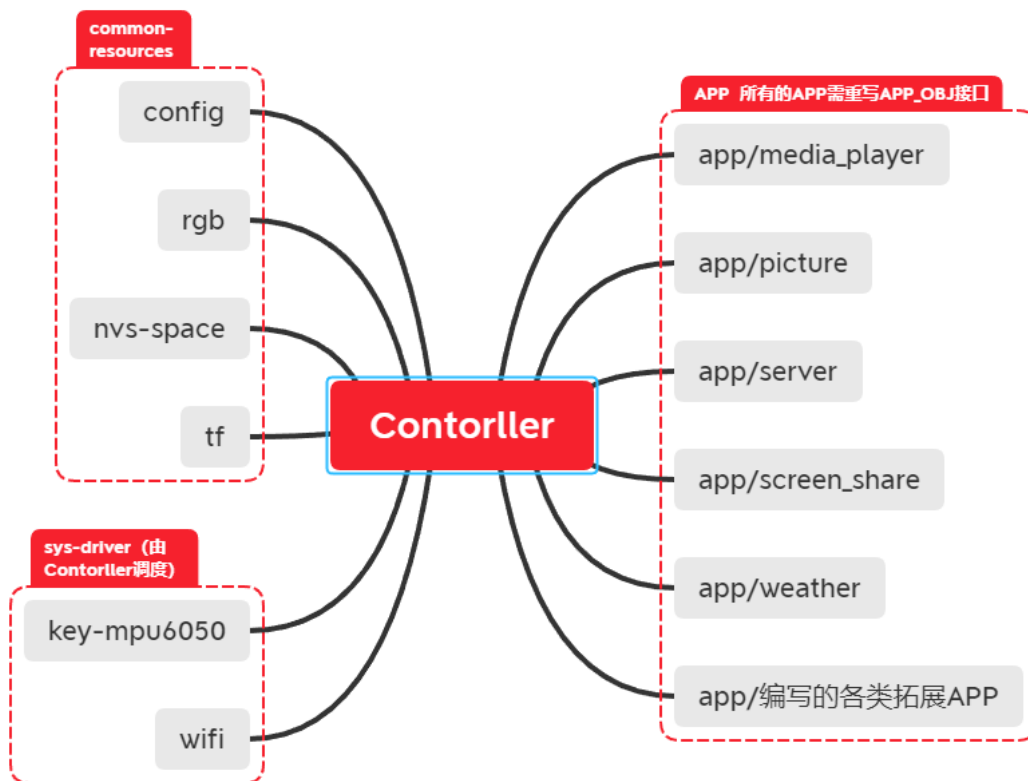 common-
resources
config
rgb
nvs-space
tf
sys-driver（由
Contorller调度）
key-mpu6050
wifi
Contorller
APP 所有的APP需重写APP_OBJ接口
app/media_player
app/picture
app/server
app/screen_share
app/weather
app/编写的各类拓展APP